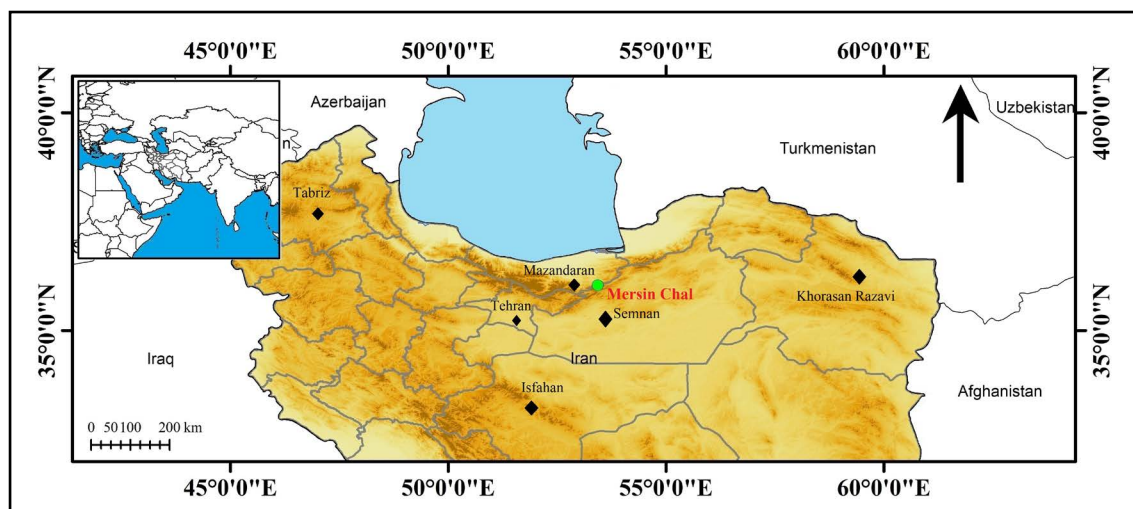 45°0'0"E 50°0'0"E 55°0'0"E 60°0'0"E
40°0'0"N
40°0'0"N
Azerbaijan
Uzbekistan
Turkmenistan
Tabriz
Mazandaran
Mersin Chal
Khorasan Razavi
Tehran
Semnan
35°0'0"N
35°0'0"N
Iraq
Iran
Isfahan
Afghanistan
0 50 100 200 km
45°0'0"E 50°0'0"E 55°0'0"E 60°0'0"E